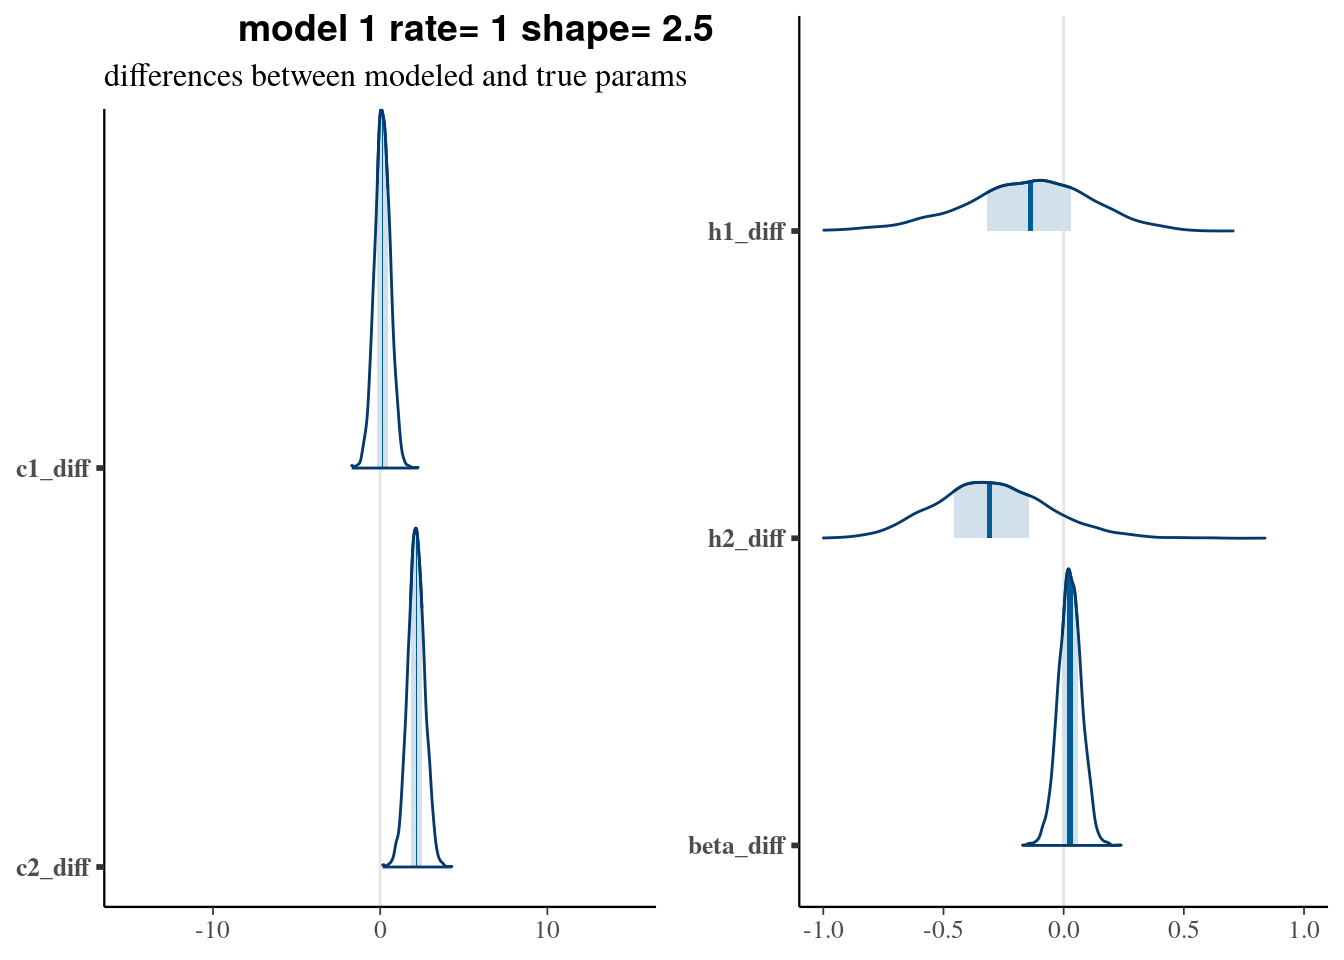 model 1 rate= 1 shape= 2.5
differences between modeled and true params
c1_diff
c2_diff
-10 0 10
h1_diff
h2_diff
beta_diff
-1.0 -0.5 0.0 0.5 1.0